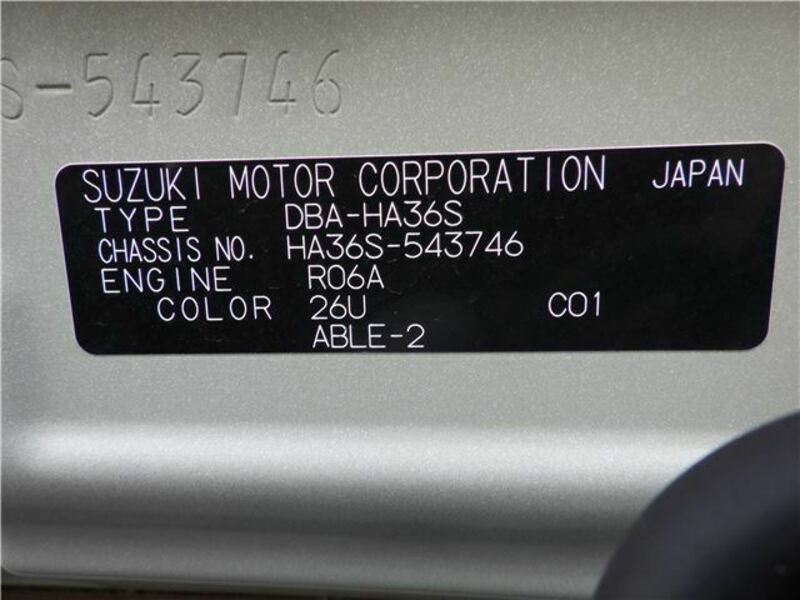 S-543746
SUZUKI MOTOR CORPORATION JAPAN
TYPE DBA-HA36S
CHASSIS NO. HA36S-543746
ENGINE R06A
COLOR 26U C01
ABLE-2